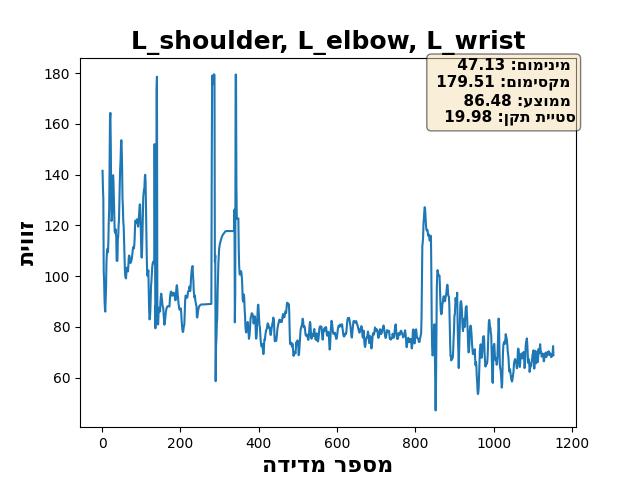 L_shoulder, L_elbow, L_wrist
מינימום: 47.13
מקסימום: 179.51
ממוצע: 86.48
סטיית תקן: 19.98
180
160
140
120
100
80
60
זווית
0 200 400 600 800 1000 1200
מספר מדידה